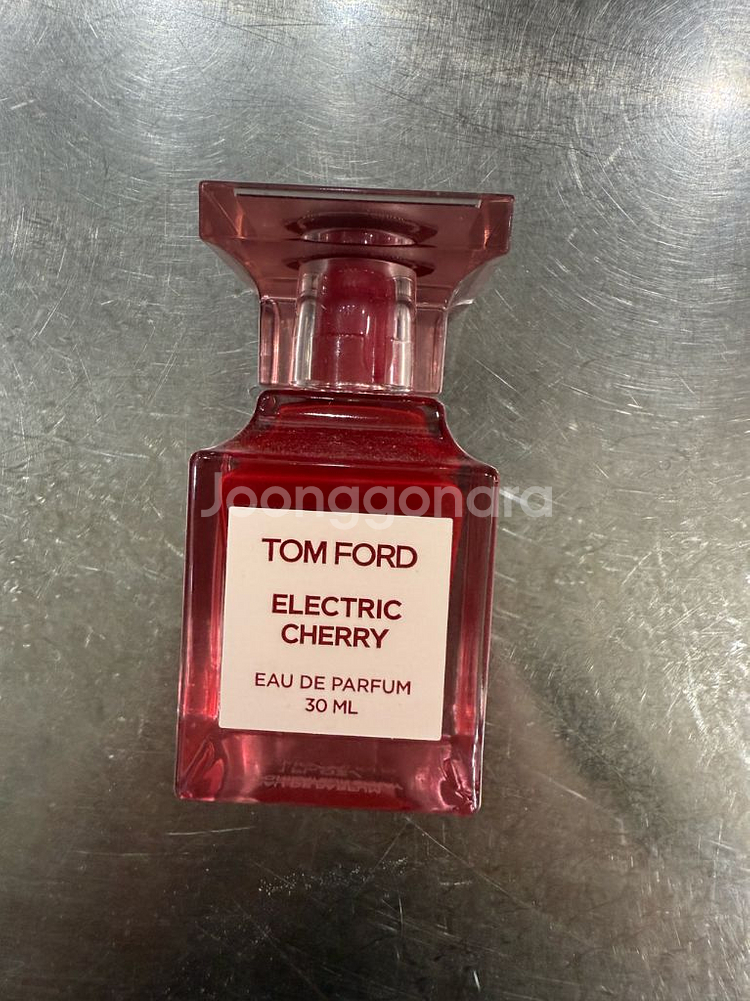 Joonggonara
TOM FORD
ELECTRIC
CHERRY
EAU DE PARFUM
30 ML